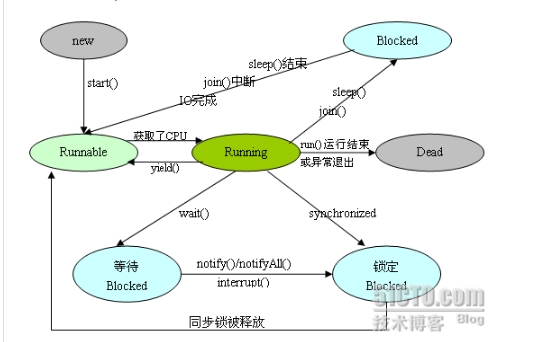 new
Blocked
start()
sleep()结束
join()中断
IO完成
sleep()
join()
获取了CPU
Runnable
Running
run()运行结束
或异常退出
Dead
yield()
wait()
synchronized
等待
Blocked
notify()/notifyAll()
interrupt()
锁定
Blocked
51CTO.com
技术博客 Blog
同步锁被释放